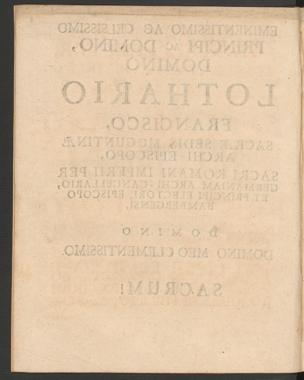 EMINENTISSIMO AC CELSISSIMO
PRINCIPI AC DOMINO,
DOMINO
LOTHARIO
FRANCISCO,
SACRÆ SEDIS MOGUNTINÆ
ARCHI-EPISCOPO,
SACRI ROMANI IMPERII PER
GERMANIAM ARCHI-CANCELLARIO,
ET PRINCIPI ELECTORI, EPISCOPO
BAMBERGENSI,
DOMINO
DOMINO MEO CLEMENTISSIMO.
SACRUM!